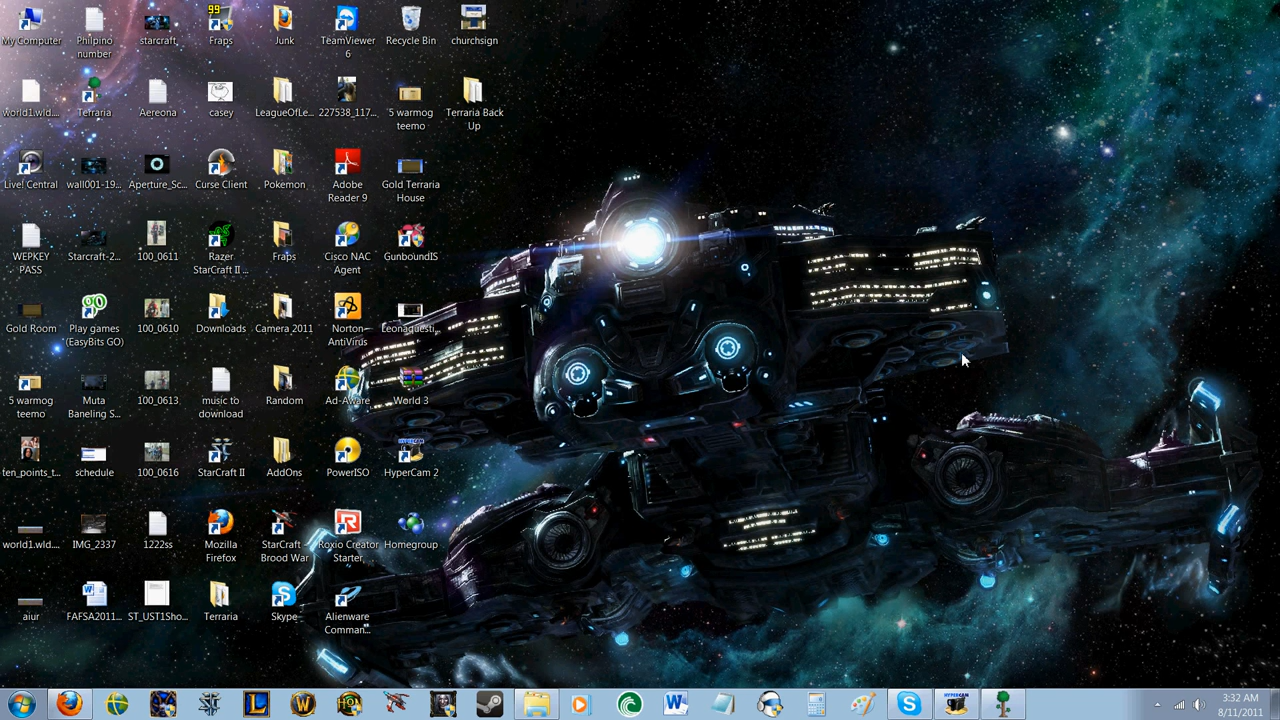 My Computer
Philpino
number
starcraft
99
Fraps
Junk
TeamViewer
6
Recycle Bin
churchsign
world1.wld....
Terraria
Aereona
casey
LeagueOfLe...
227538_117...
5 warmog
teemo
Terraria Back
Up
Live! Central
wall001-19...
Aperture_Sc...
Curse Client
Pokemon
Adobe
Reader 9
Gold Terraria
House
WEPKEY
PASS
Starcraft-2...
100_0611
Razer
StarCraft II ...
Fraps
Cisco NAC
Agent
GunboundIS
Gold Room
Play games
(EasyBits GO)
100_0610
Downloads
Camera 2011
Norton
AntiVirus
Leonaquesti...
5 warmog
teemo
Muta
Baneling S...
100_0613
music to
download
Random
Ad-Aware
World 3
ten_points_t...
schedule
100_0616
StarCraft II
AddOns
PowerISO
HYPERCAM
HyperCam 2
world1.wld....
IMG_2337
1222ss
Mozilla
Firefox
StarCraft -
Brood War
Roxio Creator
Starter
Homegroup
aiur
FAFSA2011...
ST_UST1Sho...
Terraria
Skype
Alienware
Comman...
HYPERCAM
3:32 AM
8/11/2011